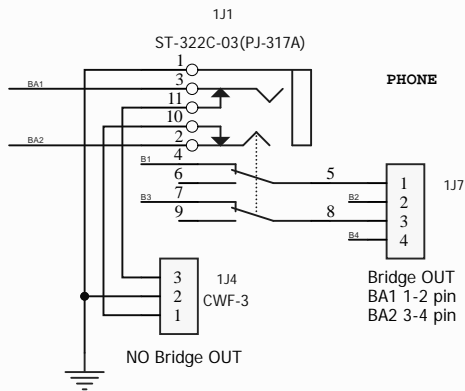 1J1
ST-322C-03(PJ-317A)
1
BA1
3
PHONE
11
10
BA2
2
B1
4
6
5
1
1J7
B3
7
B2
2
9
8
3
B4
4
3
1J4
2
CWF-3
1
Bridge OUT
BA1 1-2 pin
BA2 3-4 pin
NO Bridge OUT